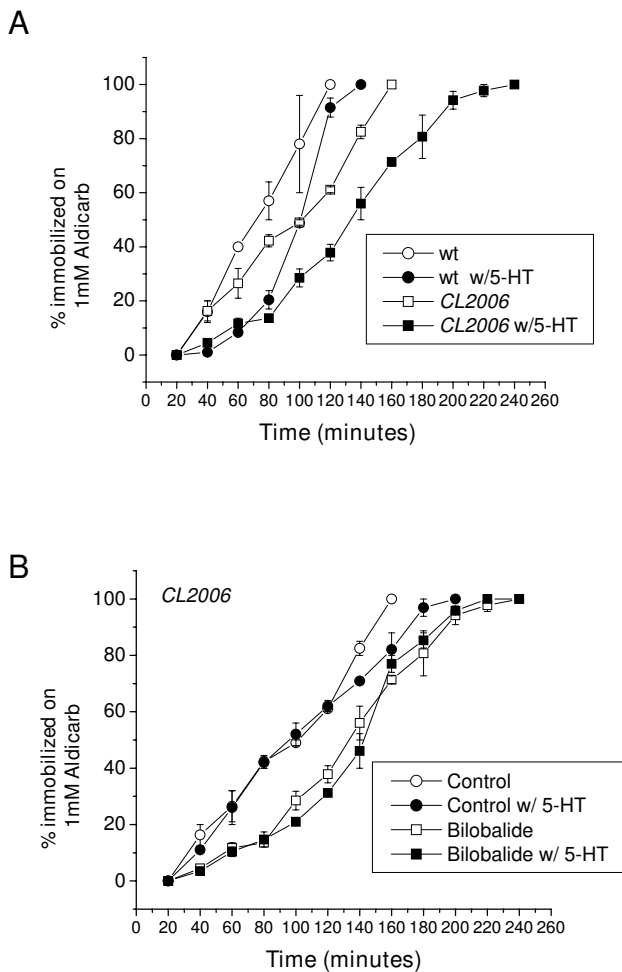 A
% immobilized on
1mM Aldicarb
100
80
60
40
20
0
wt
wt w/5-HT
CL2006
CL2006 w/5-HT
0 20 40 60 80 100 120 140 160 180 200 220 240 260
Time (minutes)
B
CL2006
% immobilized on
1mM Aldicarb
100
80
60
40
20
0
Control
Control w/ 5-HT
Bilobalide
Bilobalide w/ 5-HT
0 20 40 60 80 100 120 140 160 180 200 220 240 260
Time (minutes)